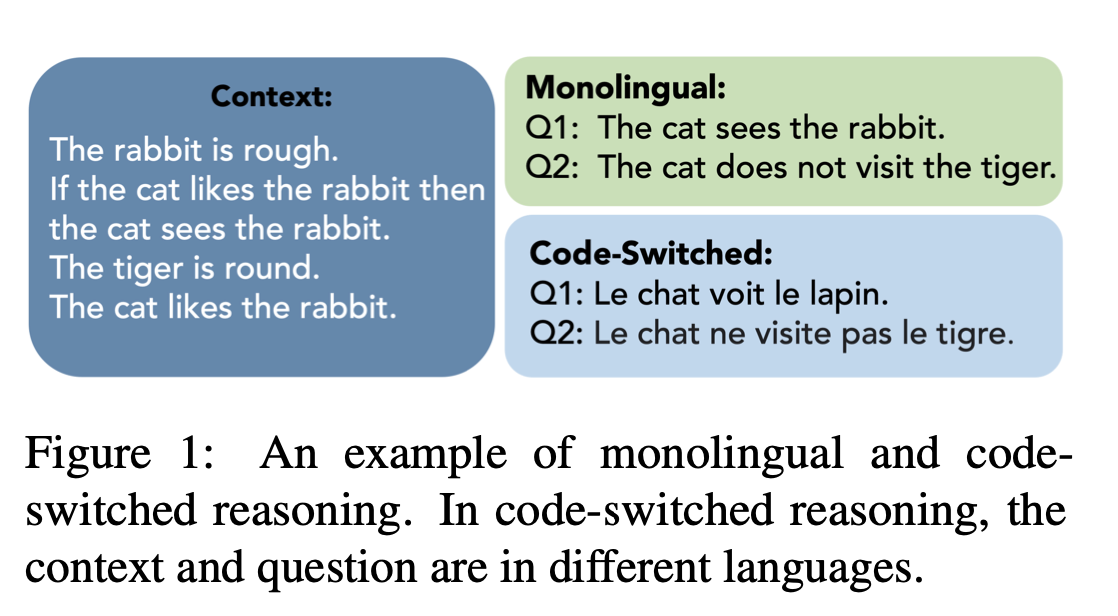 Context:
The rabbit is rough.
If the cat likes the rabbit then
the cat sees the rabbit.
The tiger is round.
The cat likes the rabbit.
Monolingual:
Q1: The cat sees the rabbit.
Q2: The cat does not visit the tiger.
Code-Switched:
Q1: Le chat voit le lapin.
Q2: Le chat ne visite pas le tigre.
Figure 1: An example of monolingual and code-
switched reasoning. In code-switched reasoning, the
context and question are in different languages.